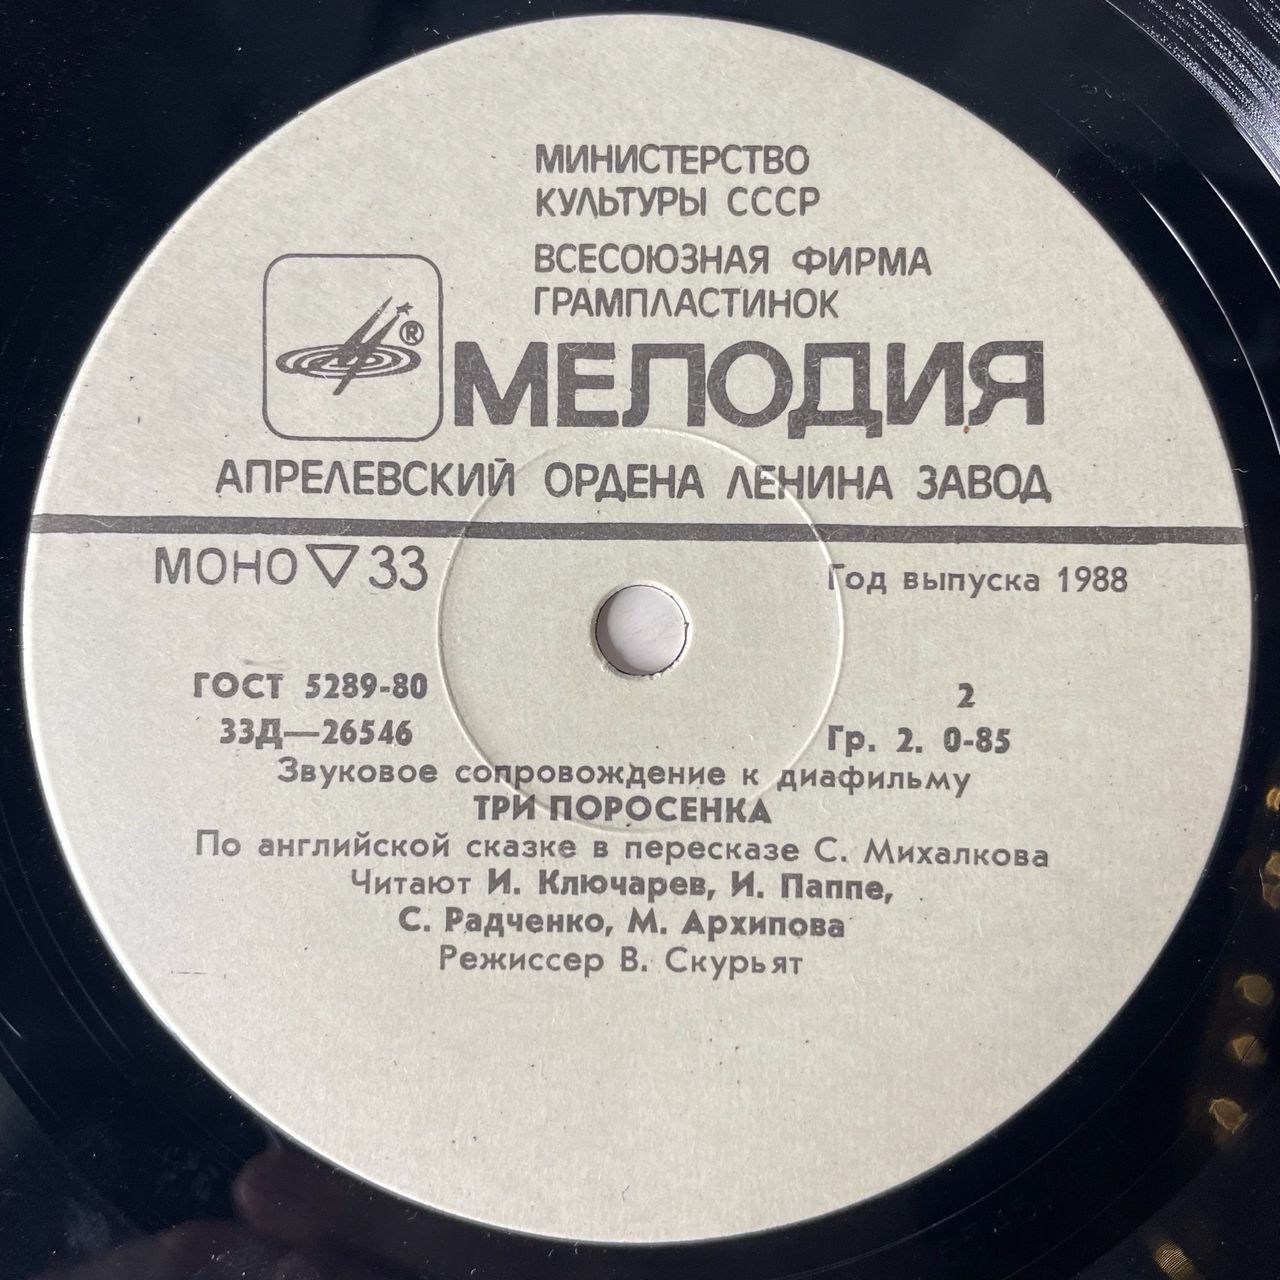 МИНИСТЕРСТВО
КУЛЬТУРЫ СССР
ВСЕСОЮЗНАЯ ФИРМА
ГРАМПЛАСТИНОК
®
МЕЛОДИЯ
АПРЕЛЕВСКИЙ ОРДЕНА ЛЕНИНА ЗАВОД
МОНО ▽ 33
Год выпуска 1988
ГОСТ 5289-80
2
33Д—26546
Гр. 2. 0-85
Звуковое сопровождение к диафильму
ТРИ ПОРОСЕНКА
По английской сказке в пересказе С. Михалкова
Читают И. Ключарев, И. Паппе,
С. Радченко, М. Архипова
Режиссер В. Скурьят